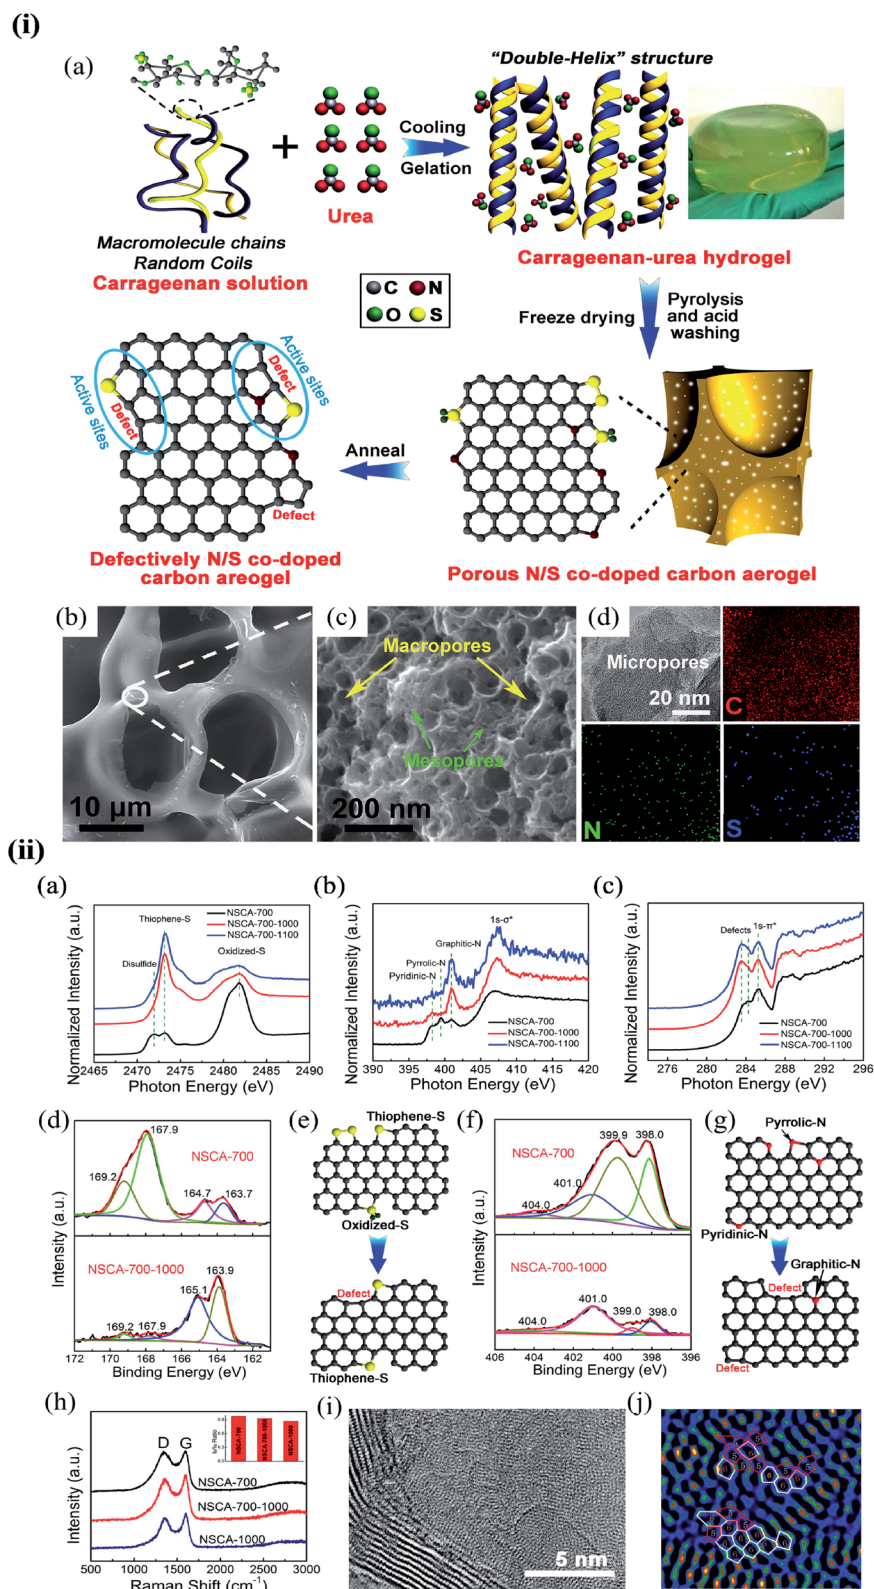 (i)
(a)
"Double-Helix" structure
Cooling
Gelation
Urea
Macromolecule chains
Random Coils
Carrageenan solution
Carrageenan-urea hydrogel
C
N
O
S
Freeze drying
Pyrolysis
and acid
washing
Active sites
Defect
Defect
Active sites
Anneal
Defect
Defectively N/S co-doped
carbon areogel
Porous N/S co-doped carbon aerogel
(b)
10 µm
(c)
Macropores
Mesopores
200 nm
(d)
Micropores
20 nm
C
N
S
(ii)
(a)
NSCA-700
NSCA-700-1000
NSCA-700-1100
Thiophene-S
Disulfide
Oxidized-S
Normalized Intensity (a.u.)
2465 2470 2475 2480 2485 2490
Photon Energy (eV)
(b)
1s-σ*
Graphitic-N
Pyrrolic-N
Pyridinic-N
NSCA-700
NSCA-700-1000
NSCA-700-1100
Normalized Intensity (a.u.)
390 395 400 405 410 415 420
Photon Energy (eV)
(c)
Defects
1s-π*
NSCA-700
NSCA-700-1000
NSCA-700-1100
Normalized Intensity (a.u.)
276 280 284 288 292 296
Photon Energy (eV)
(d)
167.9
NSCA-700
169.2
164.7
163.7
NSCA-700-1000
163.9
165.1
169.2
167.9
Intensity (a.u.)
172 170 168 166 164 162
Binding Energy (eV)
(e)
Thiophene-S
Oxidized-S
Defect
Thiophene-S
(f)
NSCA-700
399.9
398.0
401.0
404.0
NSCA-700-1000
401.0
399.0
398.0
404.0
Intensity (a.u.)
406 404 402 400 398 396
Binding Energy (eV)
(g)
Pyrrolic-N
Pyridinic-N
Graphitic-N
Defect
Defect
(h)
D
G
NSCA-700
NSCA-700-1000
NSCA-1000
NSCA-700
NSCA-700-1000
NSCA-1000
Intensity (a.u.)
500 1000 1500 2000 2500 3000
Raman Shift (cm⁻¹)
(i)
5 nm
(j)